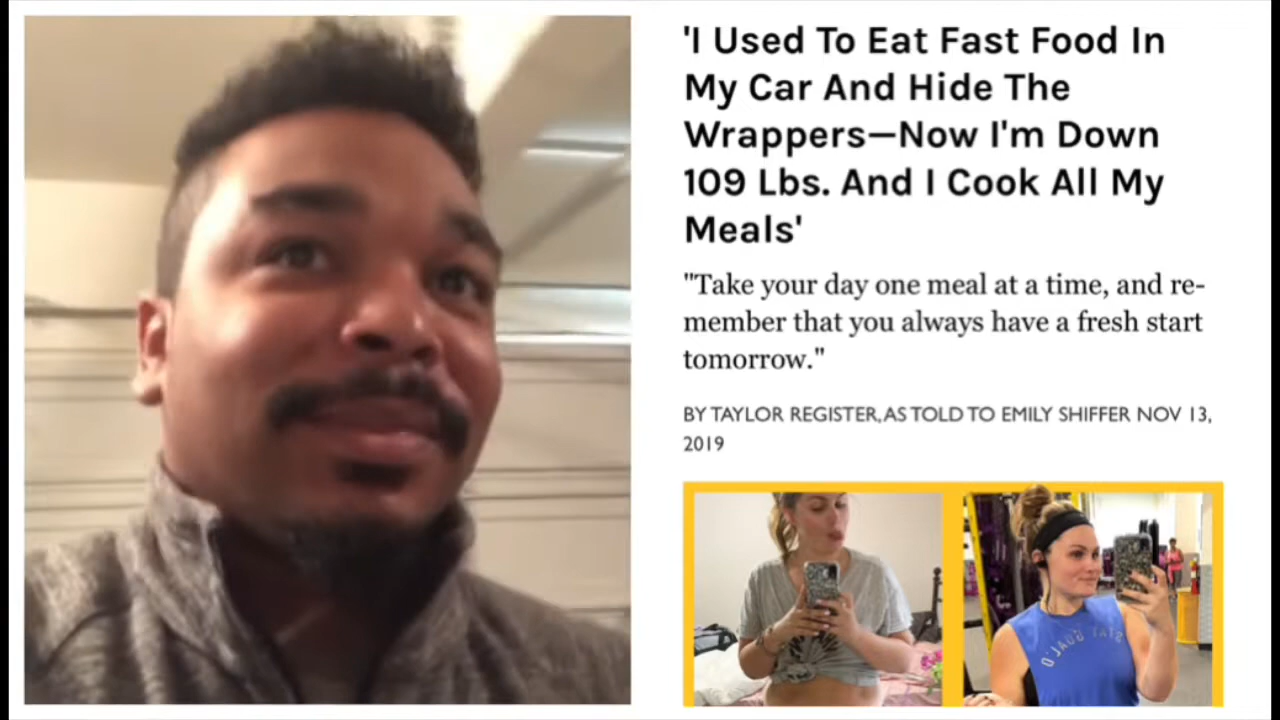 'I Used To Eat Fast Food In
My Car And Hide The
Wrappers—Now I'm Down
109 Lbs. And I Cook All My
Meals'
"Take your day one meal at a time, and re-
member that you always have a fresh start
tomorrow."
BY TAYLOR REGISTER, AS TOLD TO EMILY SHIFFER NOV 13,
2019